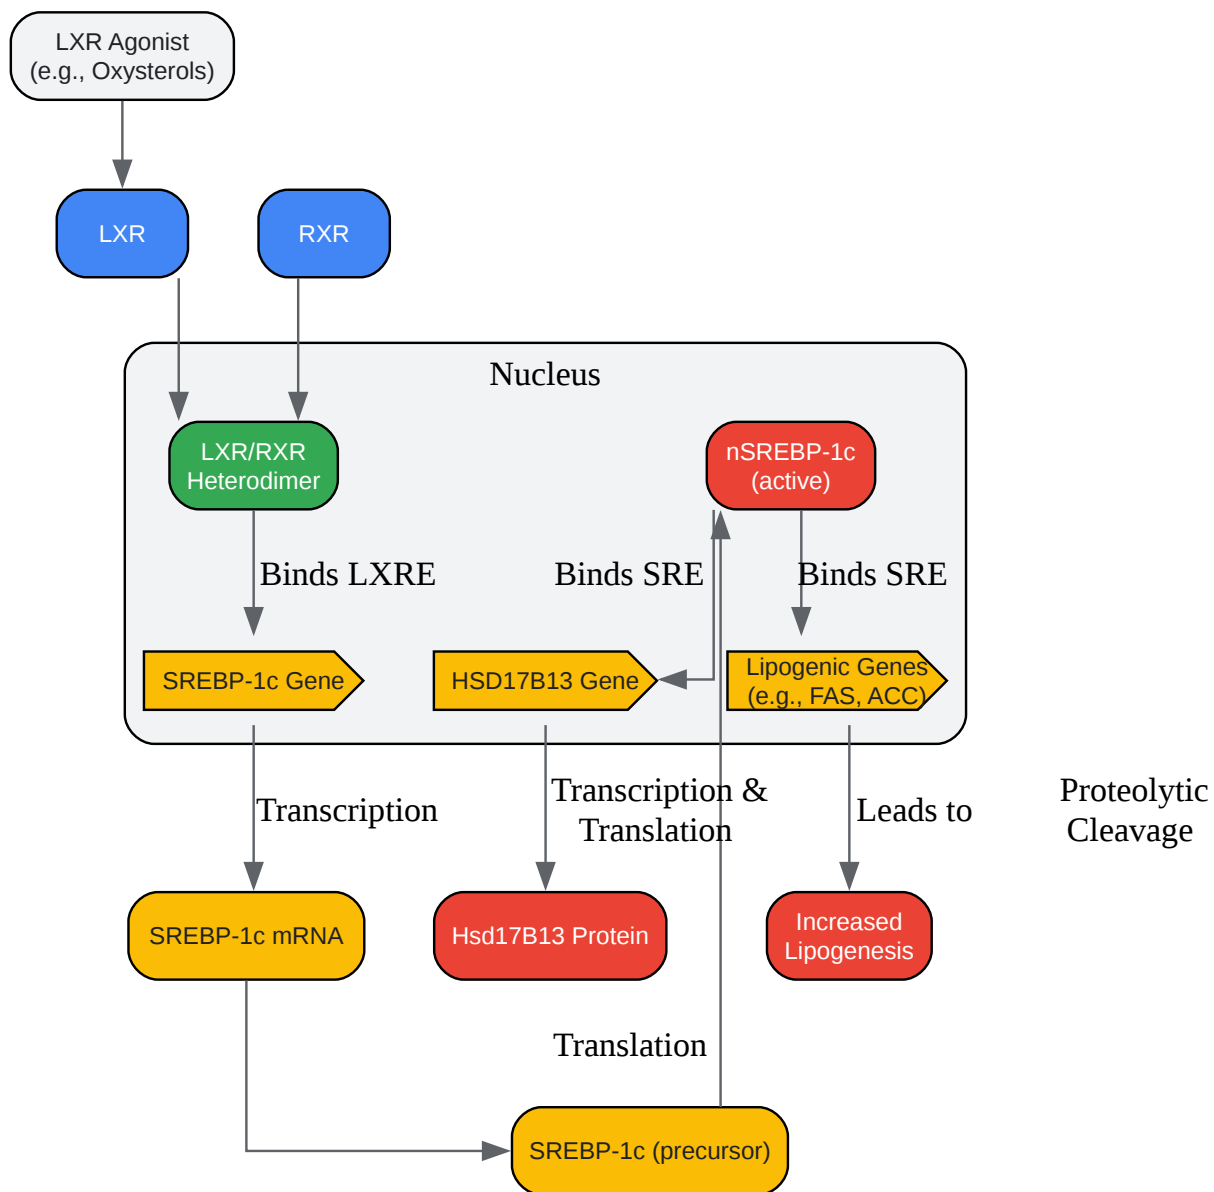 LXR Agonist
(e.g., Oxysterols)
LXR
RXR
Nucleus
LXR/RXR
Heterodimer
nSREBP-1c
(active)
Binds LXRE
Binds SRE
Binds SRE
SREBP-1c Gene
HSD17B13 Gene
Lipogenic Genes
(e.g., FAS, ACC)
Transcription
Transcription &
Translation
Leads to
Proteolytic
Cleavage
SREBP-1c mRNA
Hsd17B13 Protein
Increased
Lipogenesis
Translation
SREBP-1c (precursor)